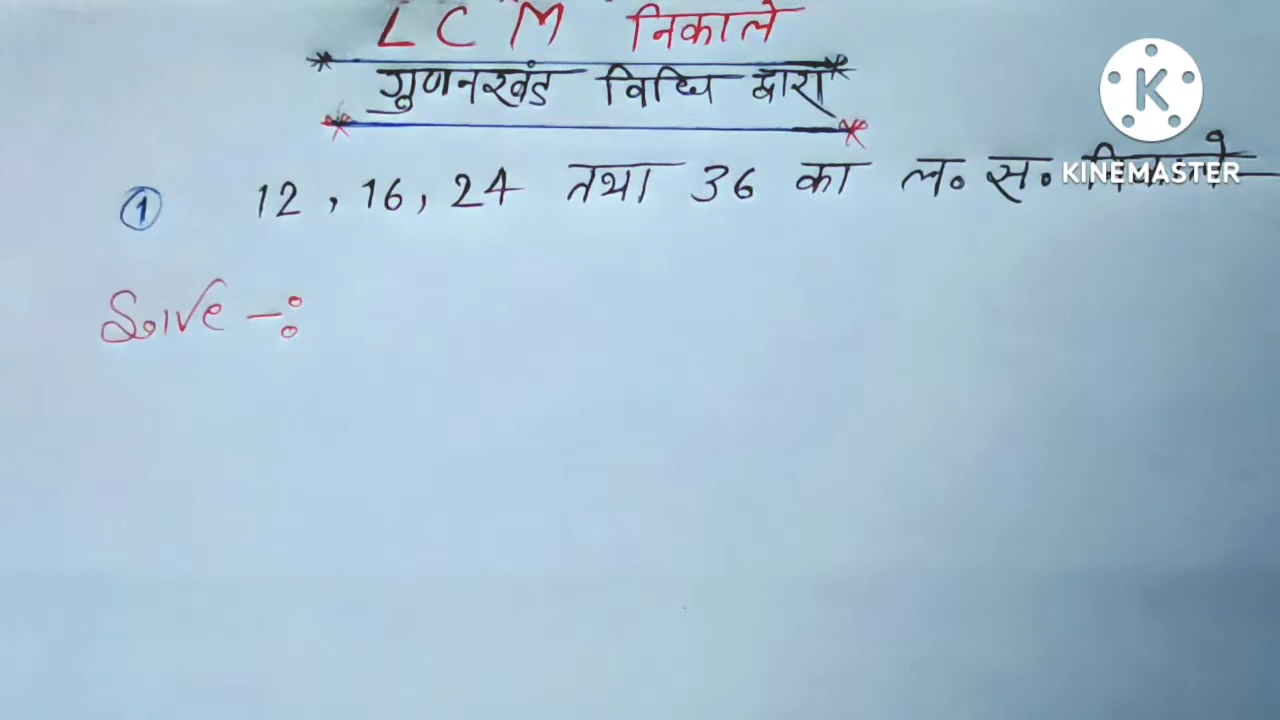 LCM निकाले
गुणनखंड विधि द्वारा
① 12, 16, 24 तथा 36 का ल॰ स॰
KINEMASTER
Solve -: